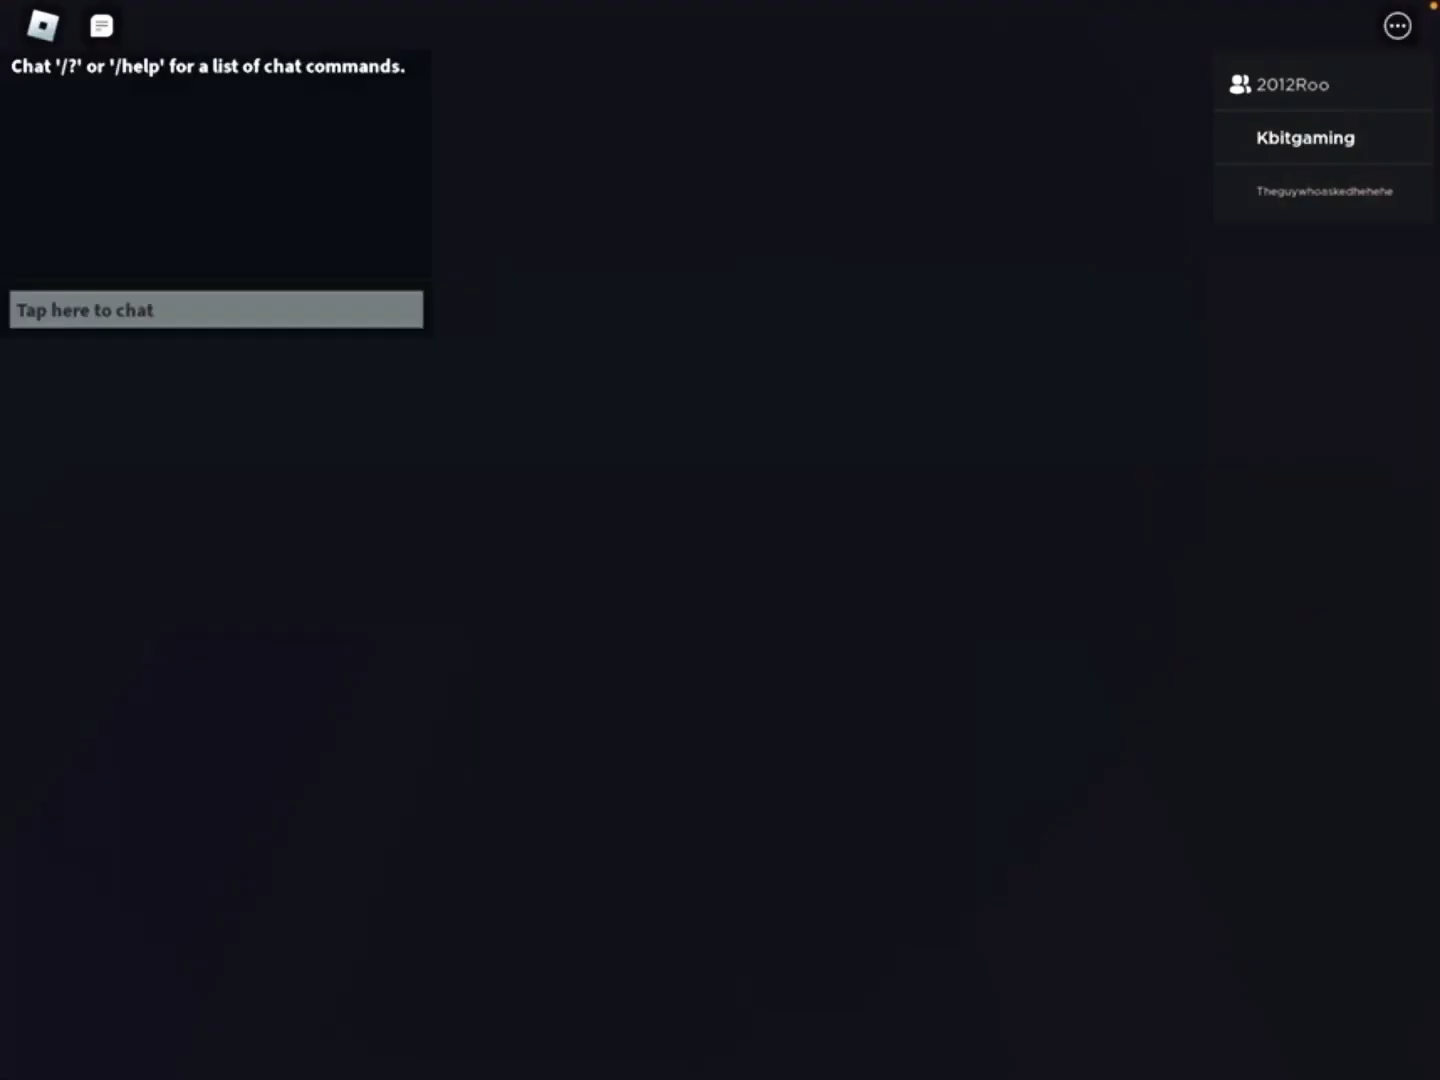 Chat '/?' or '/help' for a list of chat commands.
2012Roo
Kbitgaming
Theguywhoaskedhehehe
Tap here to chat